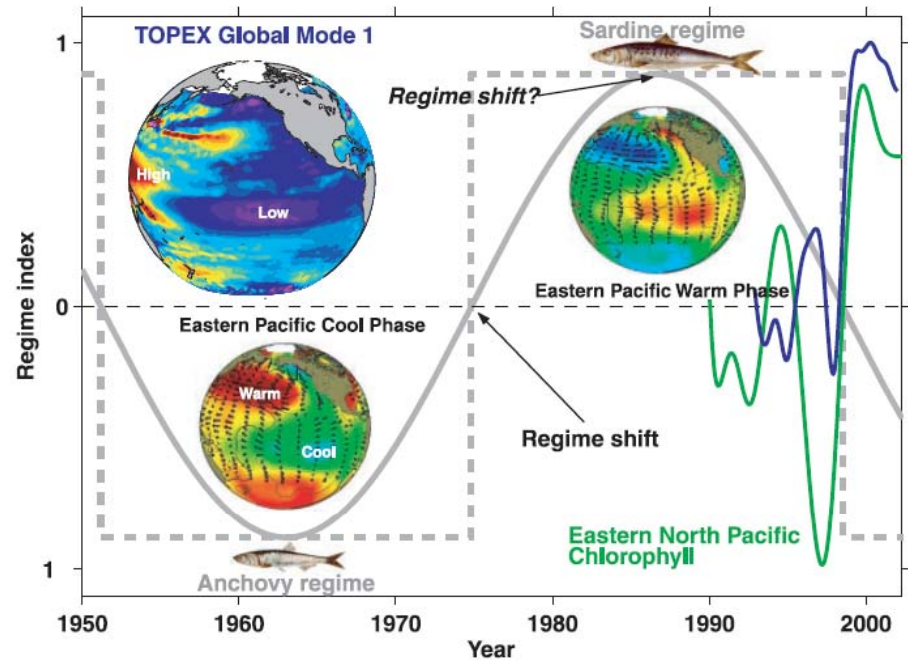 TOPEX Global Mode 1
Sardine regime
Regime shift?
High
Low
Eastern Pacific Warm Phase
Eastern Pacific Cool Phase
Warm
Cool
Regime shift
Eastern North Pacific
Chlorophyll
Anchovy regime
Regime index
1
0
1
1950
1960
1970
1980
1990
2000
Year